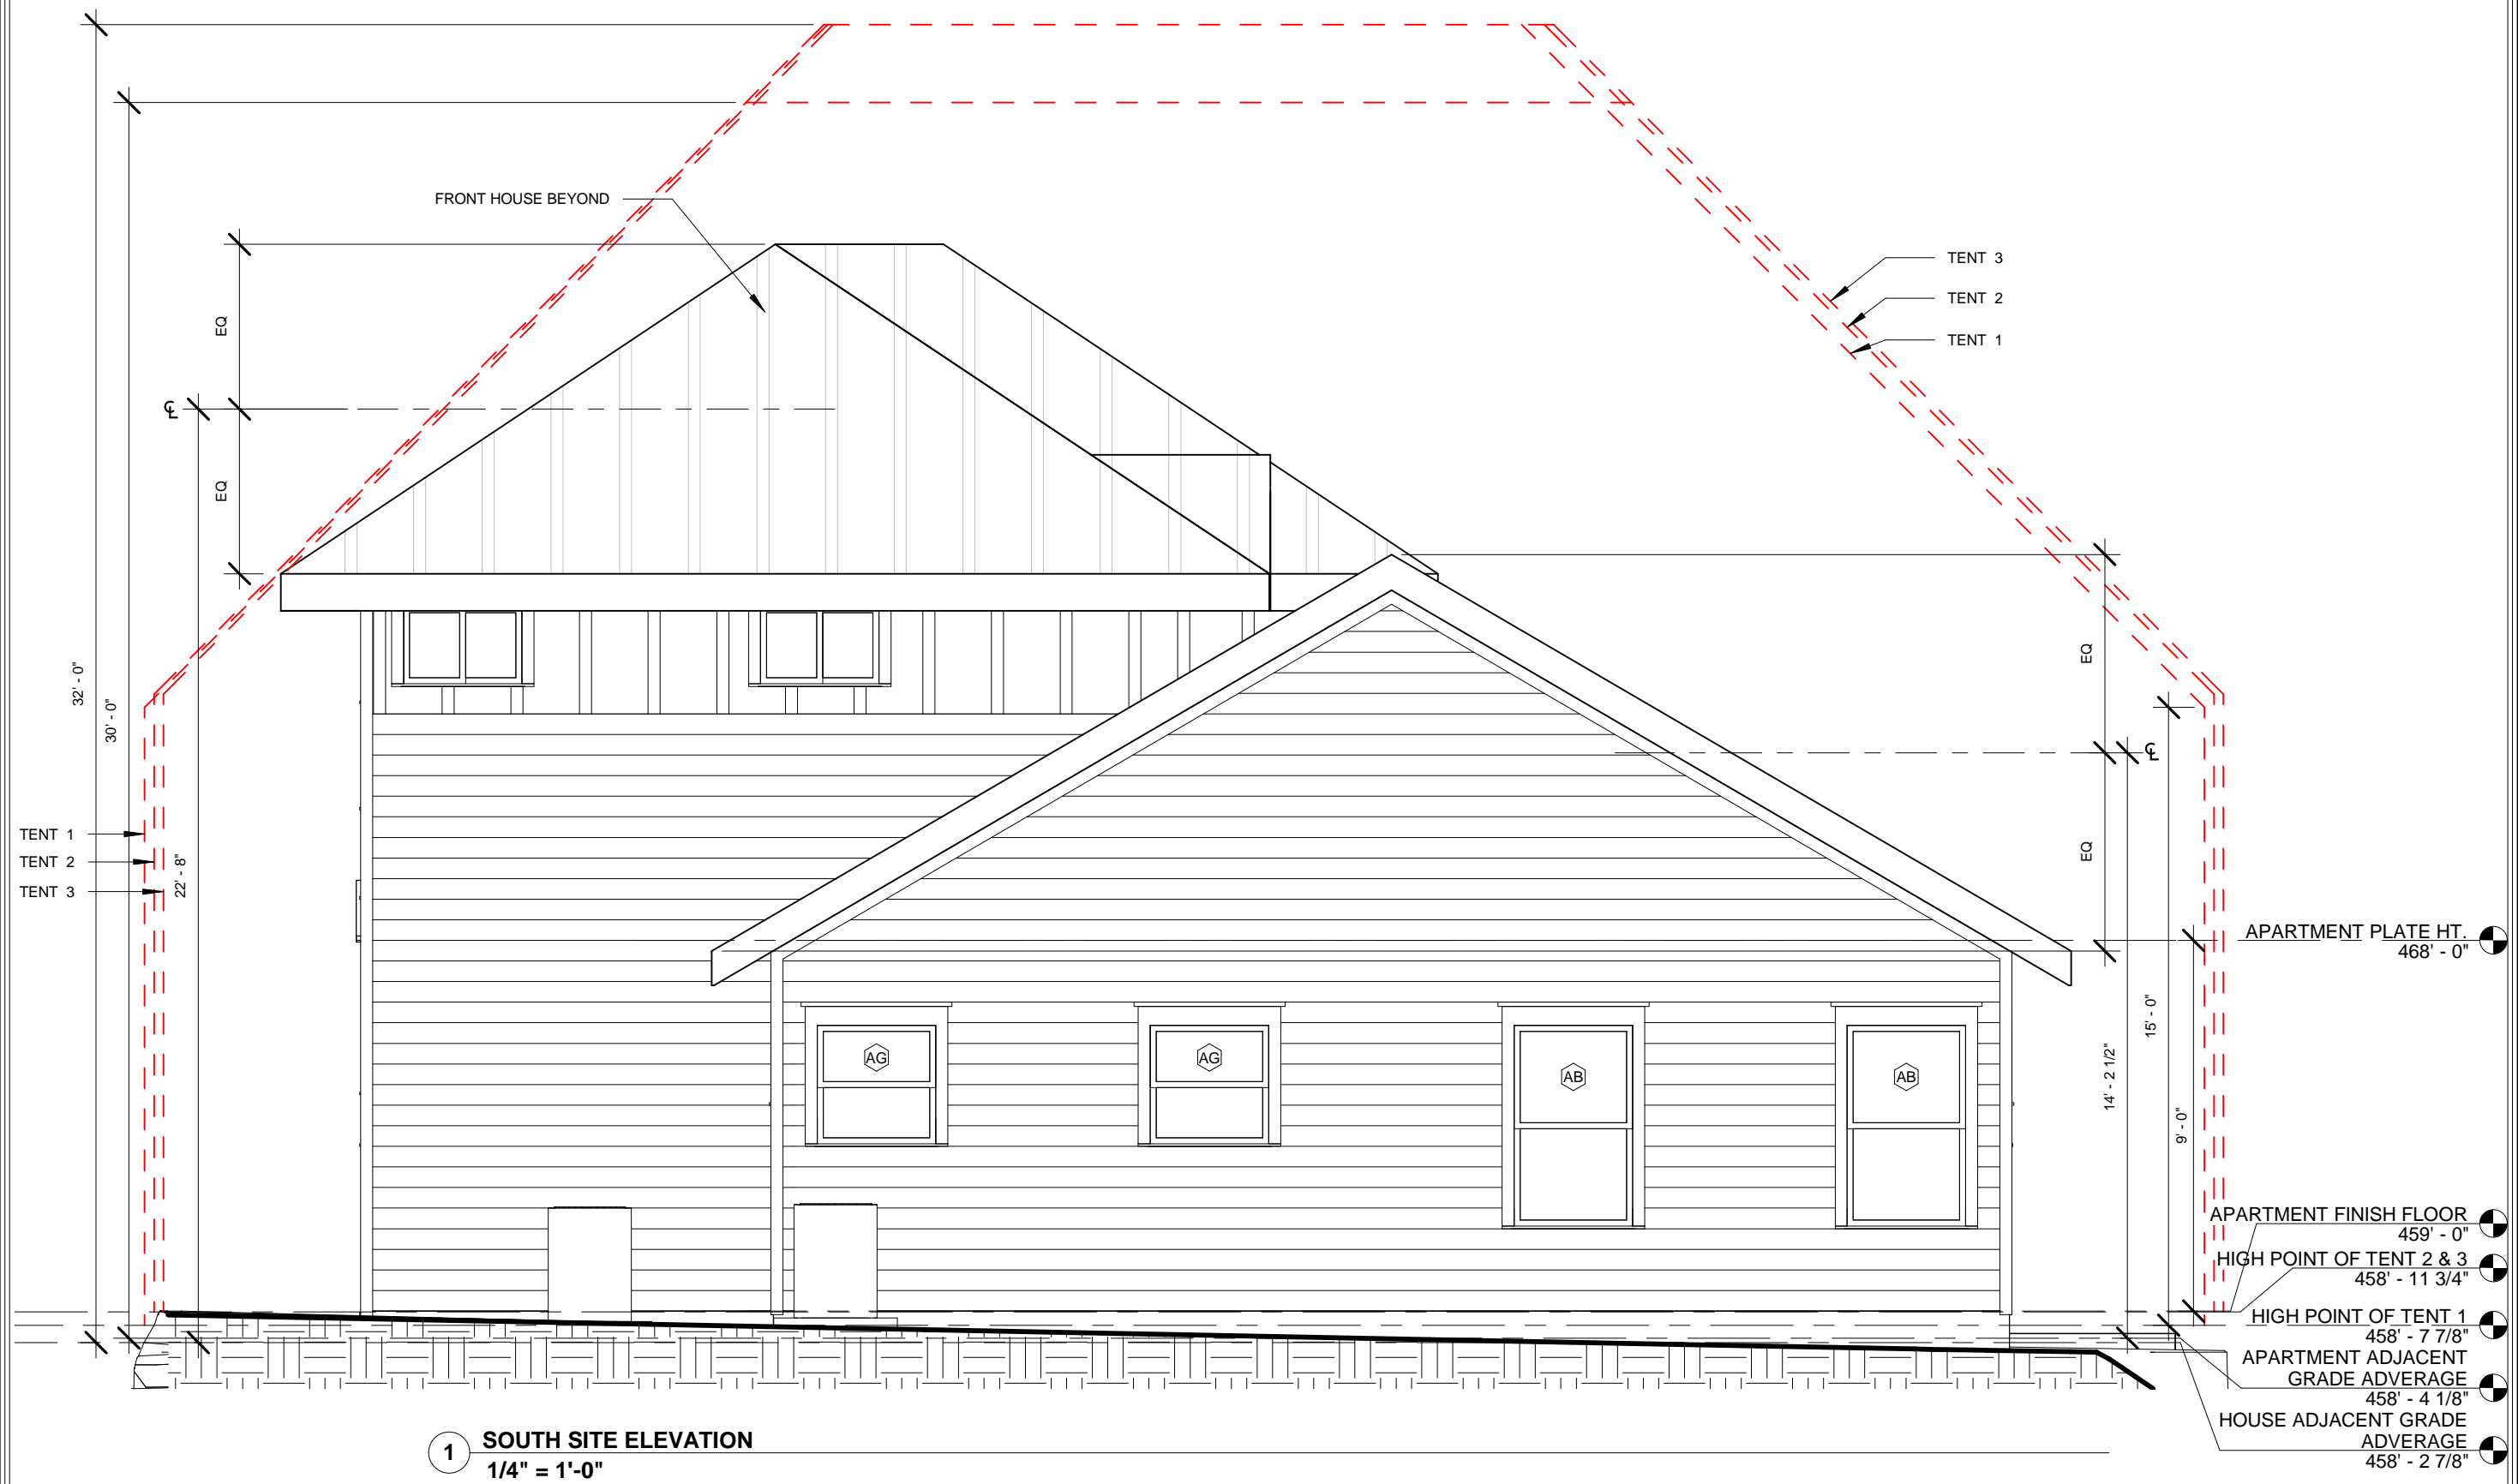 FRONT HOUSE BEYOND
TENT 3
TENT 2
TENT 1
EQ
℄
EQ
32' - 0"
30' - 0"
22' - 8"
TENT 1
TENT 2
TENT 3
EQ
℄
EQ
15' - 0"
14' - 2 1/2"
9' - 0"
AG
AG
AB
AB
APARTMENT PLATE HT.
468' - 0"
APARTMENT FINISH FLOOR
459' - 0"
HIGH POINT OF TENT 2 & 3
458' - 11 3/4"
HIGH POINT OF TENT 1
458' - 7 7/8"
APARTMENT ADJACENT
GRADE ADVERAGE
458' - 4 1/8"
HOUSE ADJACENT GRADE
ADVERAGE
458' - 2 7/8"
1
SOUTH SITE ELEVATION
1/4" = 1'-0"